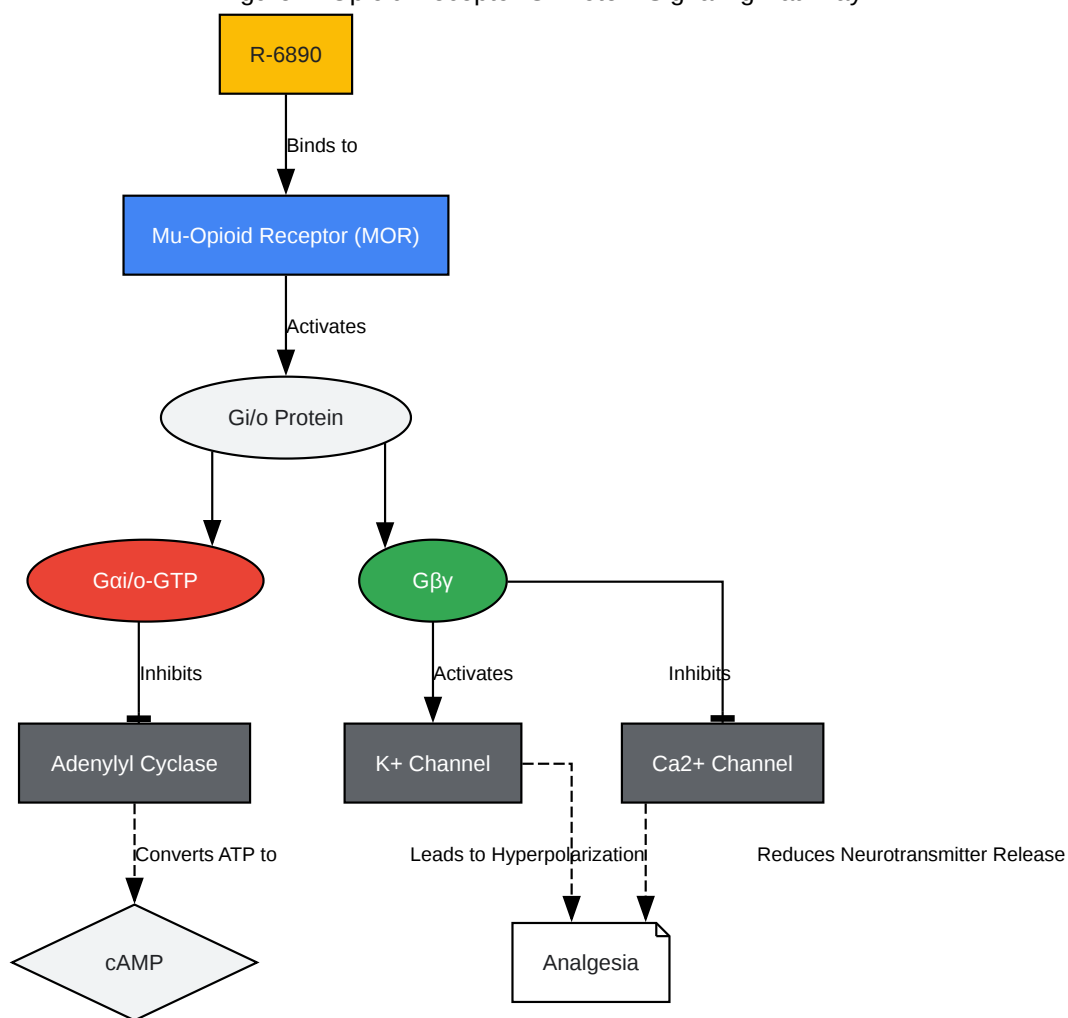 R-6890
Binds to
Mu-Opioid Receptor (MOR)
Activates
Gi/o Protein
Gαi/o-GTP
Gβγ
Inhibits
Activates
Inhibits
Adenylyl Cyclase
K+ Channel
Ca2+ Channel
Converts ATP to
Leads to Hyperpolarization
Reduces Neurotransmitter Release
cAMP
Analgesia